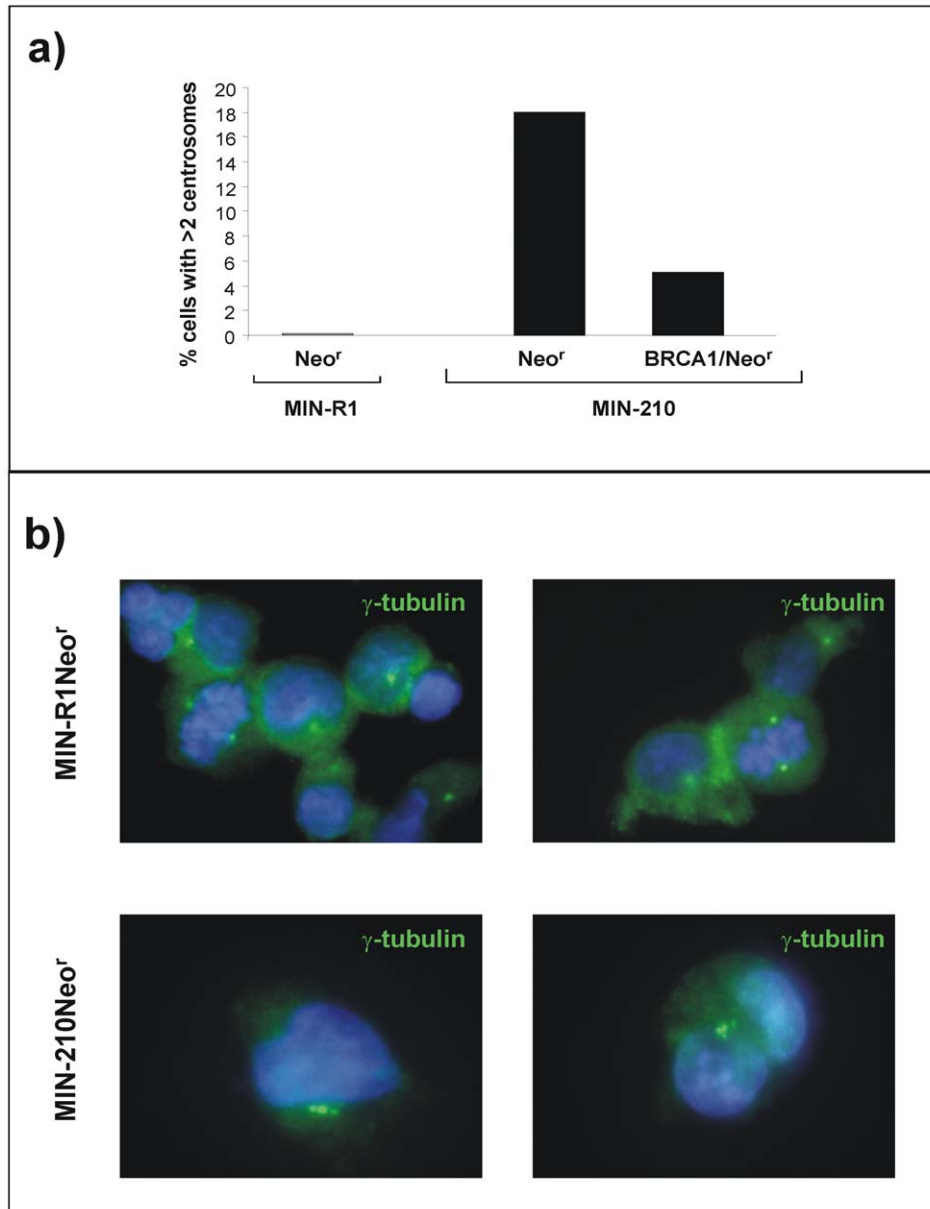 a)
% cells with >2 centrosomes
20
18
16
14
12
10
8
6
4
2
0
Neoʳ
Neoʳ
BRCA1/Neoʳ
MIN-R1
MIN-210
b)
MIN-R1Neoʳ
γ-tubulin
γ-tubulin
MIN-210Neoʳ
γ-tubulin
γ-tubulin